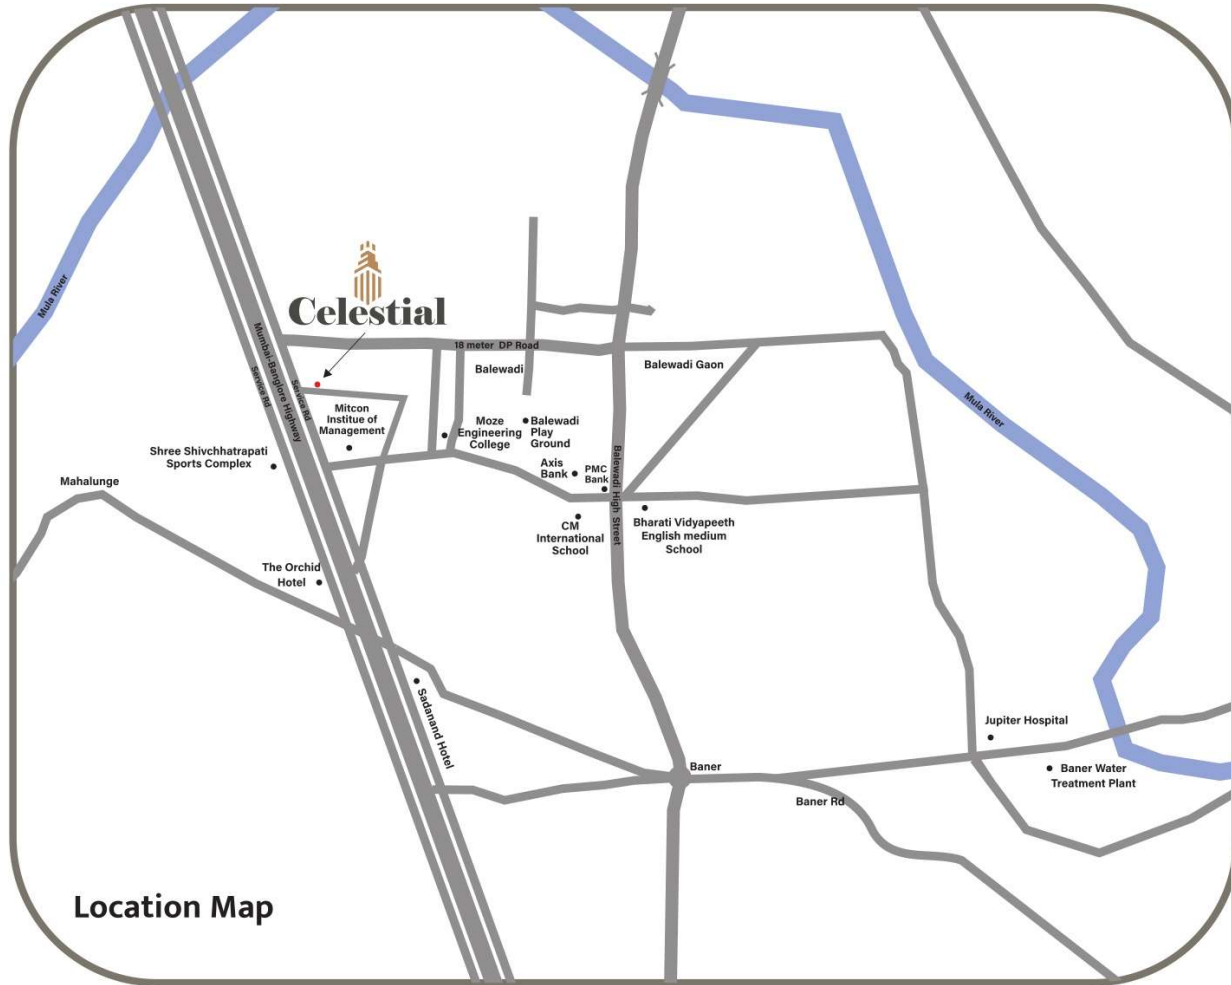 Mula River
Celestial
Mumbai-Banglore Highway
Service Rd
Service Rd
18 meter  DP Road
Balewadi
Balewadi Gaon
Mula River
Mitcon
Institue of
Management
Moze
Engineering
College
Balewadi
Play
Ground
Shree Shivchhatrapati
Sports Complex
Axis
Bank
PMC
Bank
Balewadi High Street
Mahalunge
CM
International
School
Bharati Vidyapeeth
English medium
School
The Orchid
Hotel
Sadanand Hotel
Jupiter Hospital
Baner
Baner Water
Treatment Plant
Baner Rd
Location Map